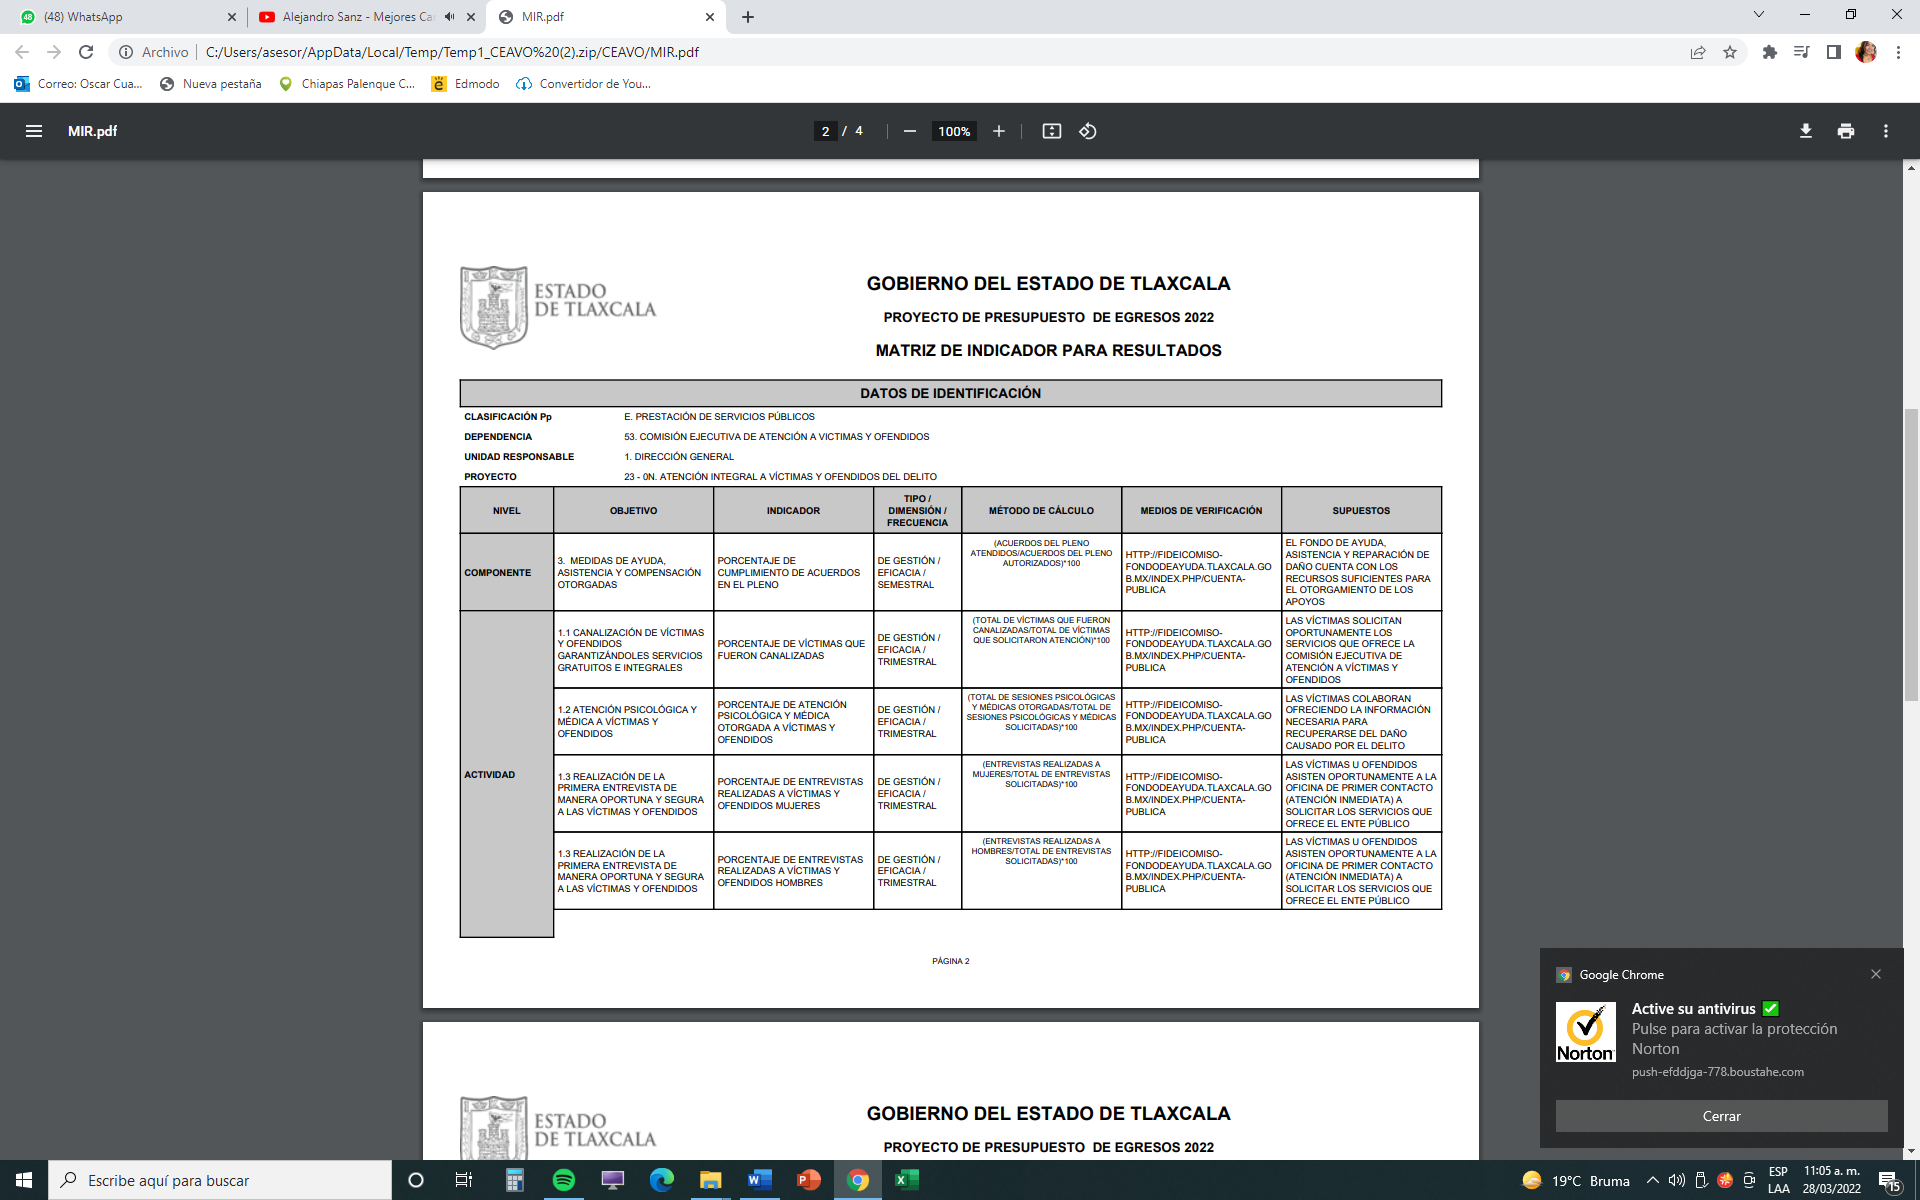 (48) WhatsApp
Alejandro Sanz - Mejores Ca
MIR.pdf
Archivo
C:/Users/asesor/AppData/Local/Temp/Temp1_CEAVO%20(2).zip/CEAVO/MIR.pdf
Correo: Oscar Cua...
Nueva pestaña
Chiapas Palenque C...
Edmodo
Convertidor de You...
MIR.pdf
2 / 4
100%
ESTADO
DE TLAXCALA
GOBIERNO DEL ESTADO DE TLAXCALA
PROYECTO DE PRESUPUESTO DE EGRESOS 2022
MATRIZ DE INDICADOR PARA RESULTADOS
DATOS DE IDENTIFICACIÓN
CLASIFICACIÓN Pp E. PRESTACIÓN DE SERVICIOS PÚBLICOS
DEPENDENCIA 53. COMISIÓN EJECUTIVA DE ATENCIÓN A VICTIMAS Y OFENDIDOS
UNIDAD RESPONSABLE 1. DIRECCIÓN GENERAL
PROYECTO 23 - 0N. ATENCIÓN INTEGRAL A VÍCTIMAS Y OFENDIDOS DEL DELITO
NIVEL
OBJETIVO
INDICADOR
TIPO /
DIMENSIÓN /
FRECUENCIA
MÉTODO DE CÁLCULO
MEDIOS DE VERIFICACIÓN
SUPUESTOS
COMPONENTE
3. MEDIDAS DE AYUDA,
ASISTENCIA Y COMPENSACIÓN
OTORGADAS
PORCENTAJE DE
CUMPLIMIENTO DE ACUERDOS
EN EL PLENO
DE GESTIÓN /
EFICACIA /
SEMESTRAL
(ACUERDOS DEL PLENO
ATENDIDOS/ACUERDOS DEL PLENO
AUTORIZADOS)*100
HTTP://FIDEICOMISO-
FONDODEAYUDA.TLAXCALA.GO
B.MX/INDEX.PHP/CUENTA-
PUBLICA
EL FONDO DE AYUDA,
ASISTENCIA Y REPARACIÓN DE
DAÑO CUENTA CON LOS
RECURSOS SUFICIENTES PARA
EL OTORGAMIENTO DE LOS
APOYOS
ACTIVIDAD
1.1 CANALIZACIÓN DE VÍCTIMAS
Y OFENDIDOS
GARANTIZÁNDOLES SERVICIOS
GRATUITOS E INTEGRALES
PORCENTAJE DE VÍCTIMAS QUE
FUERON CANALIZADAS
DE GESTIÓN /
EFICACIA /
TRIMESTRAL
(TOTAL DE VÍCTIMAS QUE FUERON
CANALIZADAS/TOTAL DE VÍCTIMAS
QUE SOLICITARON ATENCIÓN)*100
HTTP://FIDEICOMISO-
FONDODEAYUDA.TLAXCALA.GO
B.MX/INDEX.PHP/CUENTA-
PUBLICA
LAS VÍCTIMAS SOLICITAN
OPORTUNAMENTE LOS
SERVICIOS QUE OFRECE LA
COMISIÓN EJECUTIVA DE
ATENCIÓN A VÍCTIMAS Y
OFENDIDOS
1.2 ATENCIÓN PSICOLÓGICA Y
MÉDICA A VÍCTIMAS Y
OFENDIDOS
PORCENTAJE DE ATENCIÓN
PSICOLÓGICA Y MÉDICA
OTORGADA A VÍCTIMAS Y
OFENDIDOS
DE GESTIÓN /
EFICACIA /
TRIMESTRAL
(TOTAL DE SESIONES PSICOLÓGICAS
Y MÉDICAS OTORGADAS/TOTAL DE
SESIONES PSICOLÓGICAS Y MÉDICAS
SOLICITADAS)*100
HTTP://FIDEICOMISO-
FONDODEAYUDA.TLAXCALA.GO
B.MX/INDEX.PHP/CUENTA-
PUBLICA
LAS VÍCTIMAS COLABORAN
OFRECIENDO LA INFORMACIÓN
NECESARIA PARA
RECUPERARSE DEL DAÑO
CAUSADO POR EL DELITO
1.3 REALIZACIÓN DE LA
PRIMERA ENTREVISTA DE
MANERA OPORTUNA Y SEGURA
A LAS VÍCTIMAS Y OFENDIDOS
PORCENTAJE DE ENTREVISTAS
REALIZADAS A VÍCTIMAS Y
OFENDIDOS MUJERES
DE GESTIÓN /
EFICACIA /
TRIMESTRAL
(ENTREVISTAS REALIZADAS A
MUJERES/TOTAL DE ENTREVISTAS
SOLICITADAS)*100
HTTP://FIDEICOMISO-
FONDODEAYUDA.TLAXCALA.GO
B.MX/INDEX.PHP/CUENTA-
PUBLICA
LAS VÍCTIMAS U OFENDIDOS
ASISTEN OPORTUNAMENTE A LA
OFICINA DE PRIMER CONTACTO
(ATENCIÓN INMEDIATA) A
SOLICITAR LOS SERVICIOS QUE
OFRECE EL ENTE PÚBLICO
1.3 REALIZACIÓN DE LA
PRIMERA ENTREVISTA DE
MANERA OPORTUNA Y SEGURA
A LAS VÍCTIMAS Y OFENDIDOS
PORCENTAJE DE ENTREVISTAS
REALIZADAS A VÍCTIMAS Y
OFENDIDOS HOMBRES
DE GESTIÓN /
EFICACIA /
TRIMESTRAL
(ENTREVISTAS REALIZADAS A
HOMBRES/TOTAL DE ENTREVISTAS
SOLICITADAS)*100
HTTP://FIDEICOMISO-
FONDODEAYUDA.TLAXCALA.GO
B.MX/INDEX.PHP/CUENTA-
PUBLICA
LAS VÍCTIMAS U OFENDIDOS
ASISTEN OPORTUNAMENTE A LA
OFICINA DE PRIMER CONTACTO
(ATENCIÓN INMEDIATA) A
SOLICITAR LOS SERVICIOS QUE
OFRECE EL ENTE PÚBLICO
PÁGINA 2
ESTADO
DE TLAXCALA
GOBIERNO DEL ESTADO DE TLAXCALA
PROYECTO DE PRESUPUESTO DE EGRESOS 2022
Google Chrome
Norton
Active su antivirus ✅
Pulse para activar la protección
Norton
push-efddjga-778.boustahe.com
Cerrar
Escribe aquí para buscar
19°C Bruma
ESP
LAA
11:05 a. m.
28/03/2022
15